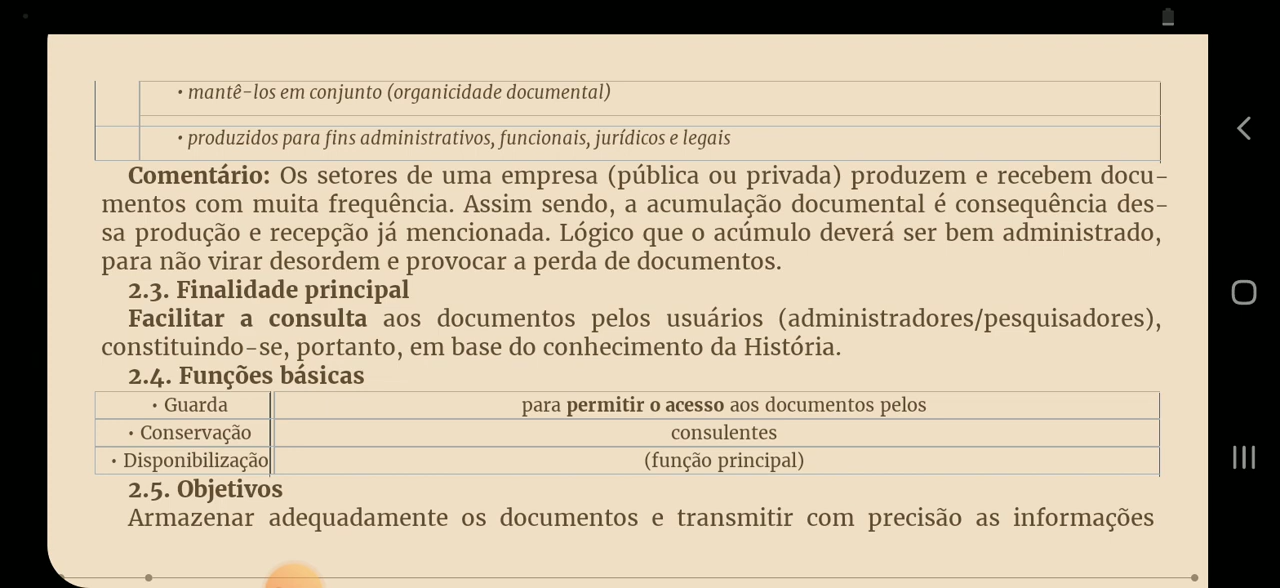 • mantê-los em conjunto (organicidade documental)
• produzidos para fins administrativos, funcionais, jurídicos e legais
Comentário: Os setores de uma empresa (pública ou privada) produzem e recebem docu-
mentos com muita frequência. Assim sendo, a acumulação documental é consequência des-
sa produção e recepção já mencionada. Lógico que o acúmulo deverá ser bem administrado,
para não virar desordem e provocar a perda de documentos.
2.3. Finalidade principal
Facilitar a consulta aos documentos pelos usuários (administradores/pesquisadores),
constituindo-se, portanto, em base do conhecimento da História.
2.4. Funções básicas
• Guarda para permitir o acesso aos documentos pelos
• Conservação consulentes
• Disponibilização (função principal)
2.5. Objetivos
Armazenar adequadamente os documentos e transmitir com precisão as informações